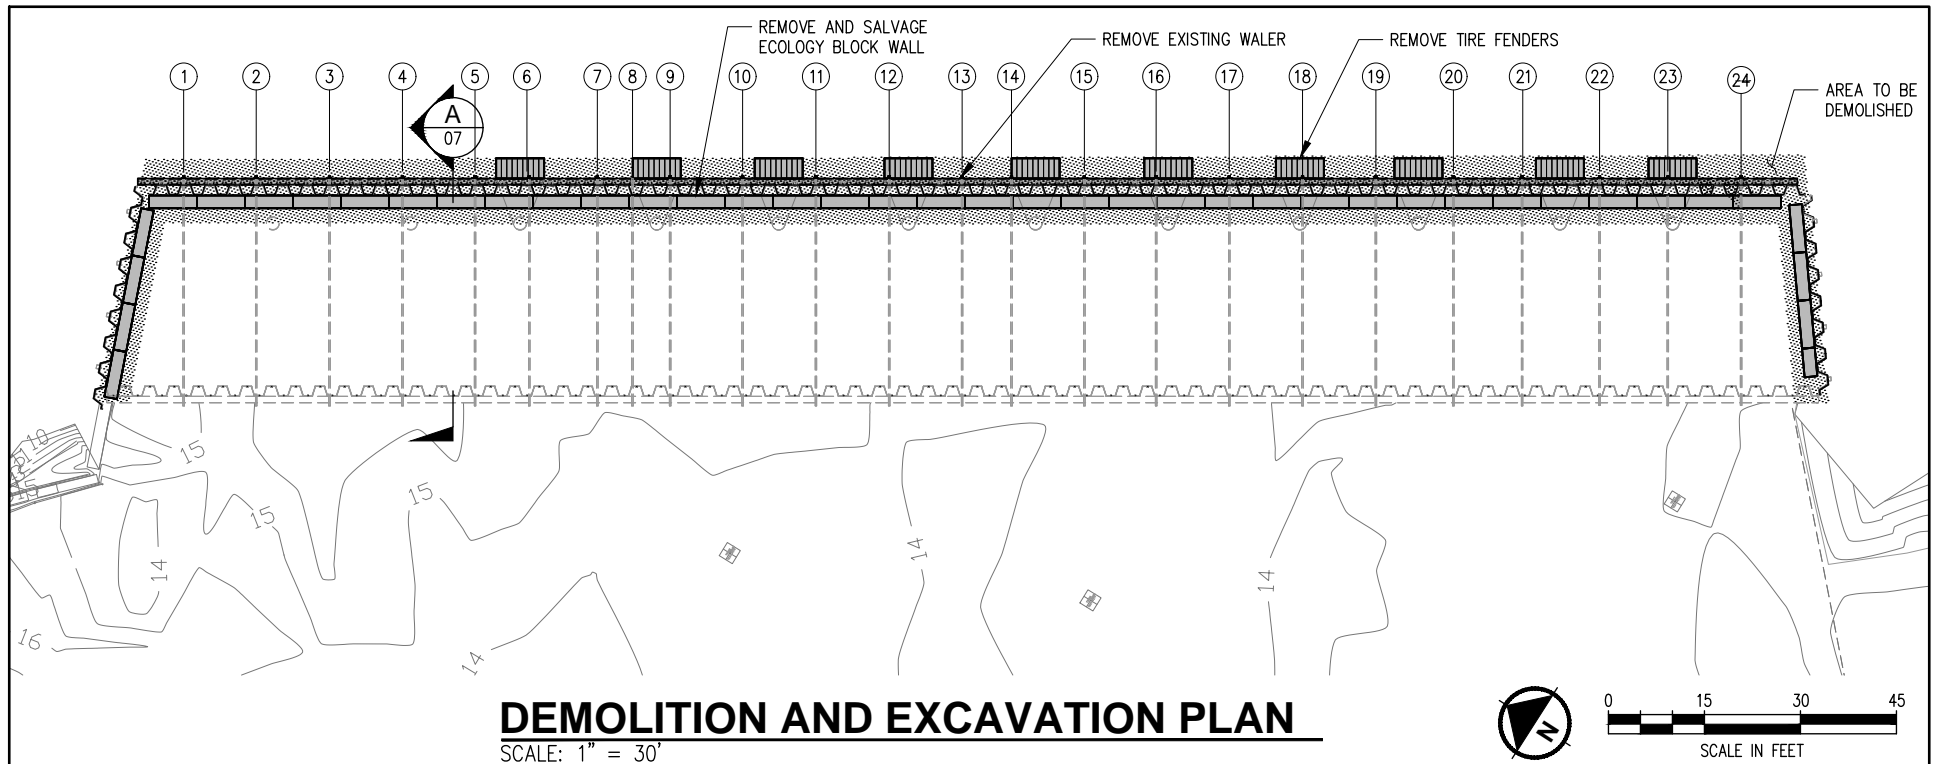 REMOVE AND SALVAGE
ECOLOGY BLOCK WALL
REMOVE EXISTING WALER
REMOVE TIRE FENDERS
AREA TO BE
DEMOLISHED
1 2 3 4 5 6 7 8 9 10 11 12 13 14 15 16 17 18 19 20 21 22 23 24
A
07
10
15
15
15
15
14
14
14
14
16
DEMOLITION AND EXCAVATION PLAN
SCALE: 1" = 30'
N
0 15 30 45
SCALE IN FEET